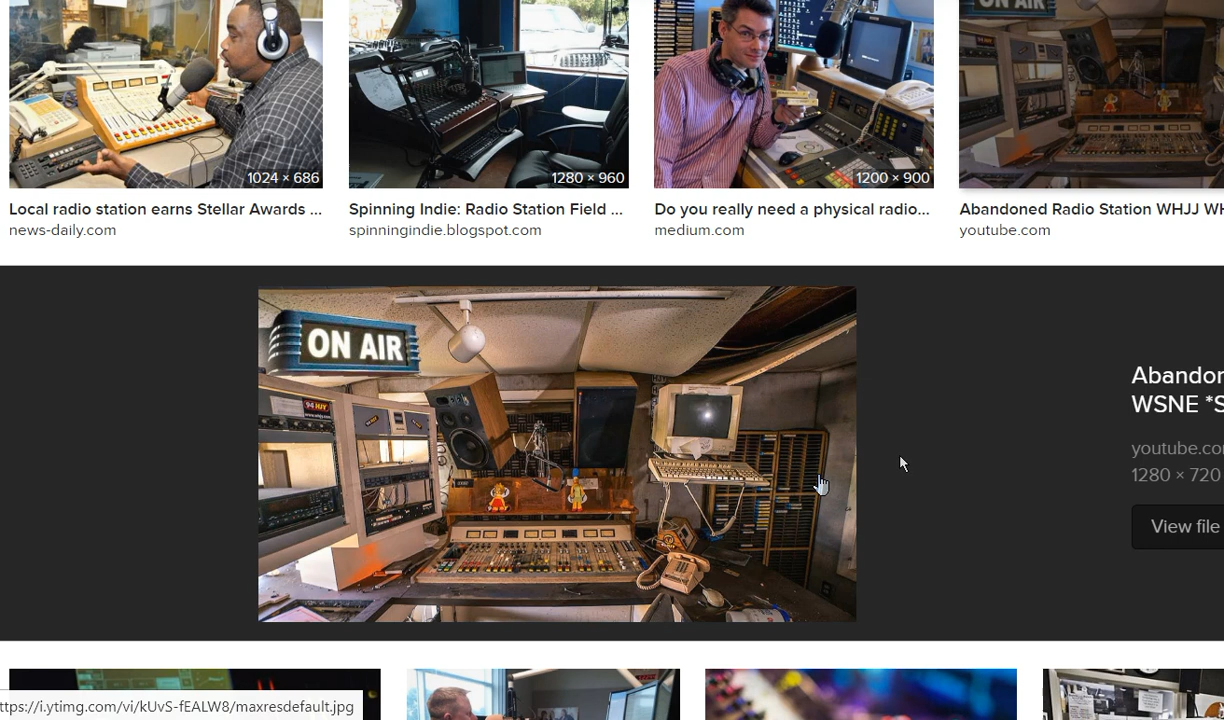 ON AIR
1024 × 686
1280 × 960
1200 × 900
Local radio station earns Stellar Awards ...
Spinning Indie: Radio Station Field ...
Do you really need a physical radio...
Abandoned Radio Station WHJJ WH
news-daily.com
spinningindie.blogspot.com
medium.com
youtube.com
ON AIR
94 HJY
Abandon
WSNE *S
youtube.co
1280 × 720
View file
ttps://i.ytimg.com/vi/kUvS-fEALW8/maxresdefault.jpg